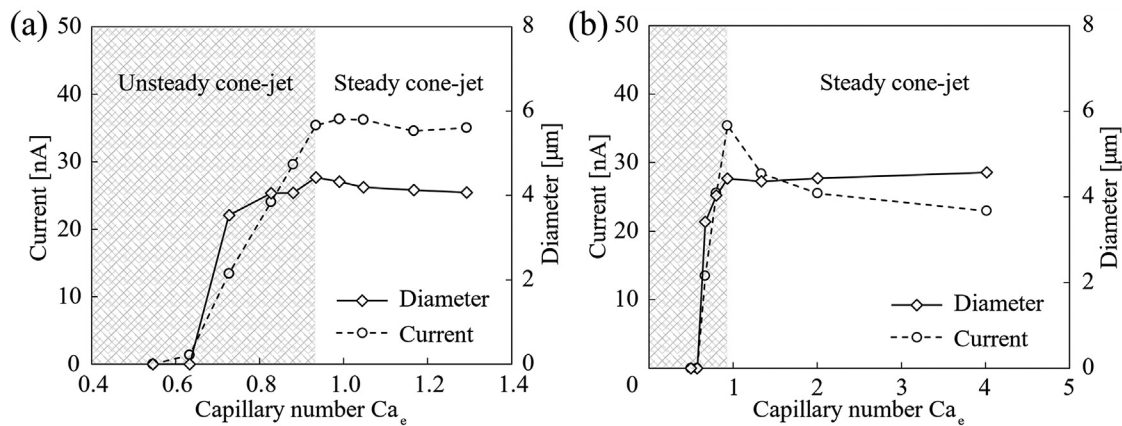 (a)
50
40
30
20
10
0
Current [nA]
Unsteady cone-jet
Steady cone-jet
8
6
4
2
0
Diameter [μm]
Diameter
Current
0.4
0.6
0.8
1.0
1.2
1.4
Capillary number Caₑ
(b)
50
40
30
20
10
0
Current [nA]
Steady cone-jet
8
6
4
2
0
Diameter [μm]
Diameter
Current
1
2
3
4
5
Capillary number Caₑ